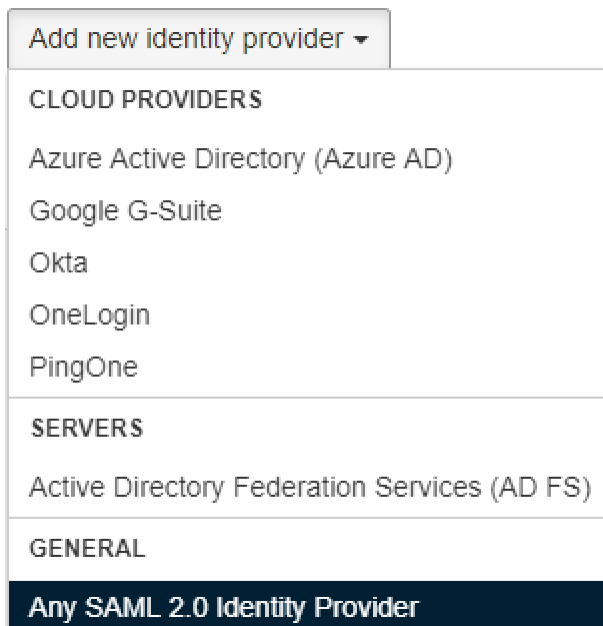 Add new identity provider
CLOUD PROVIDERS
Azure Active Directory (Azure AD)
Google G-Suite
Okta
OneLogin
PingOne
SERVERS
Active Directory Federation Services (AD FS)
GENERAL
Any SAML 2.0 Identity Provider